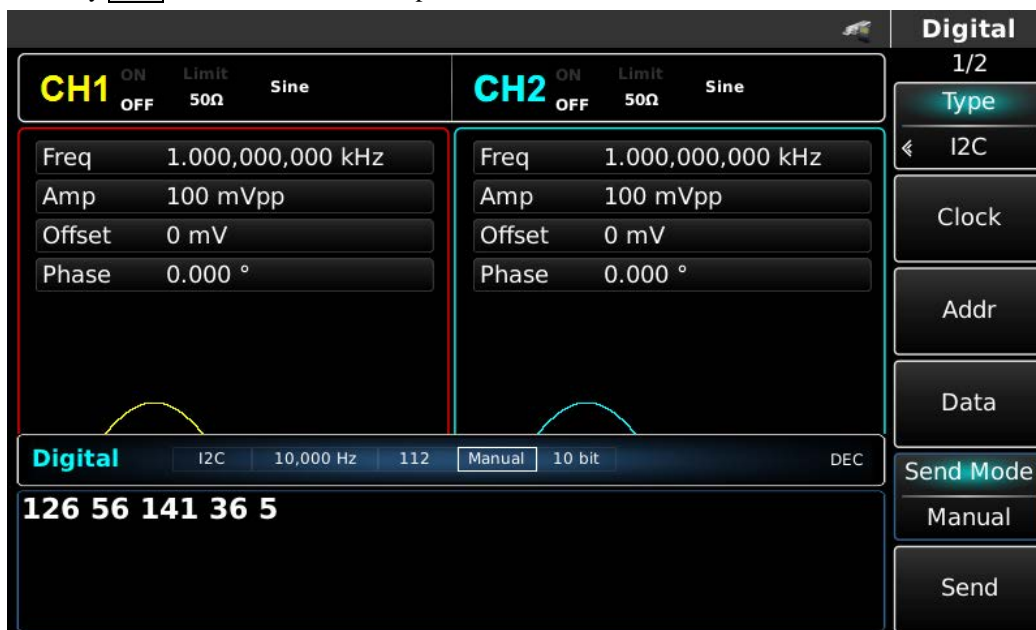 Digital
1/2
CH1 ON OFF Limit 50Ω Sine
CH2 ON OFF Limit 50Ω Sine
Type
I2C
Freq 1.000,000,000 kHz
Amp 100 mVpp
Offset 0 mV
Phase 0.000 °
Freq 1.000,000,000 kHz
Amp 100 mVpp
Offset 0 mV
Phase 0.000 °
Clock
Addr
Data
Digital I2C 10,000 Hz 112 Manual 10 bit DEC
126 56 141 36 5
Send Mode
Manual
Send